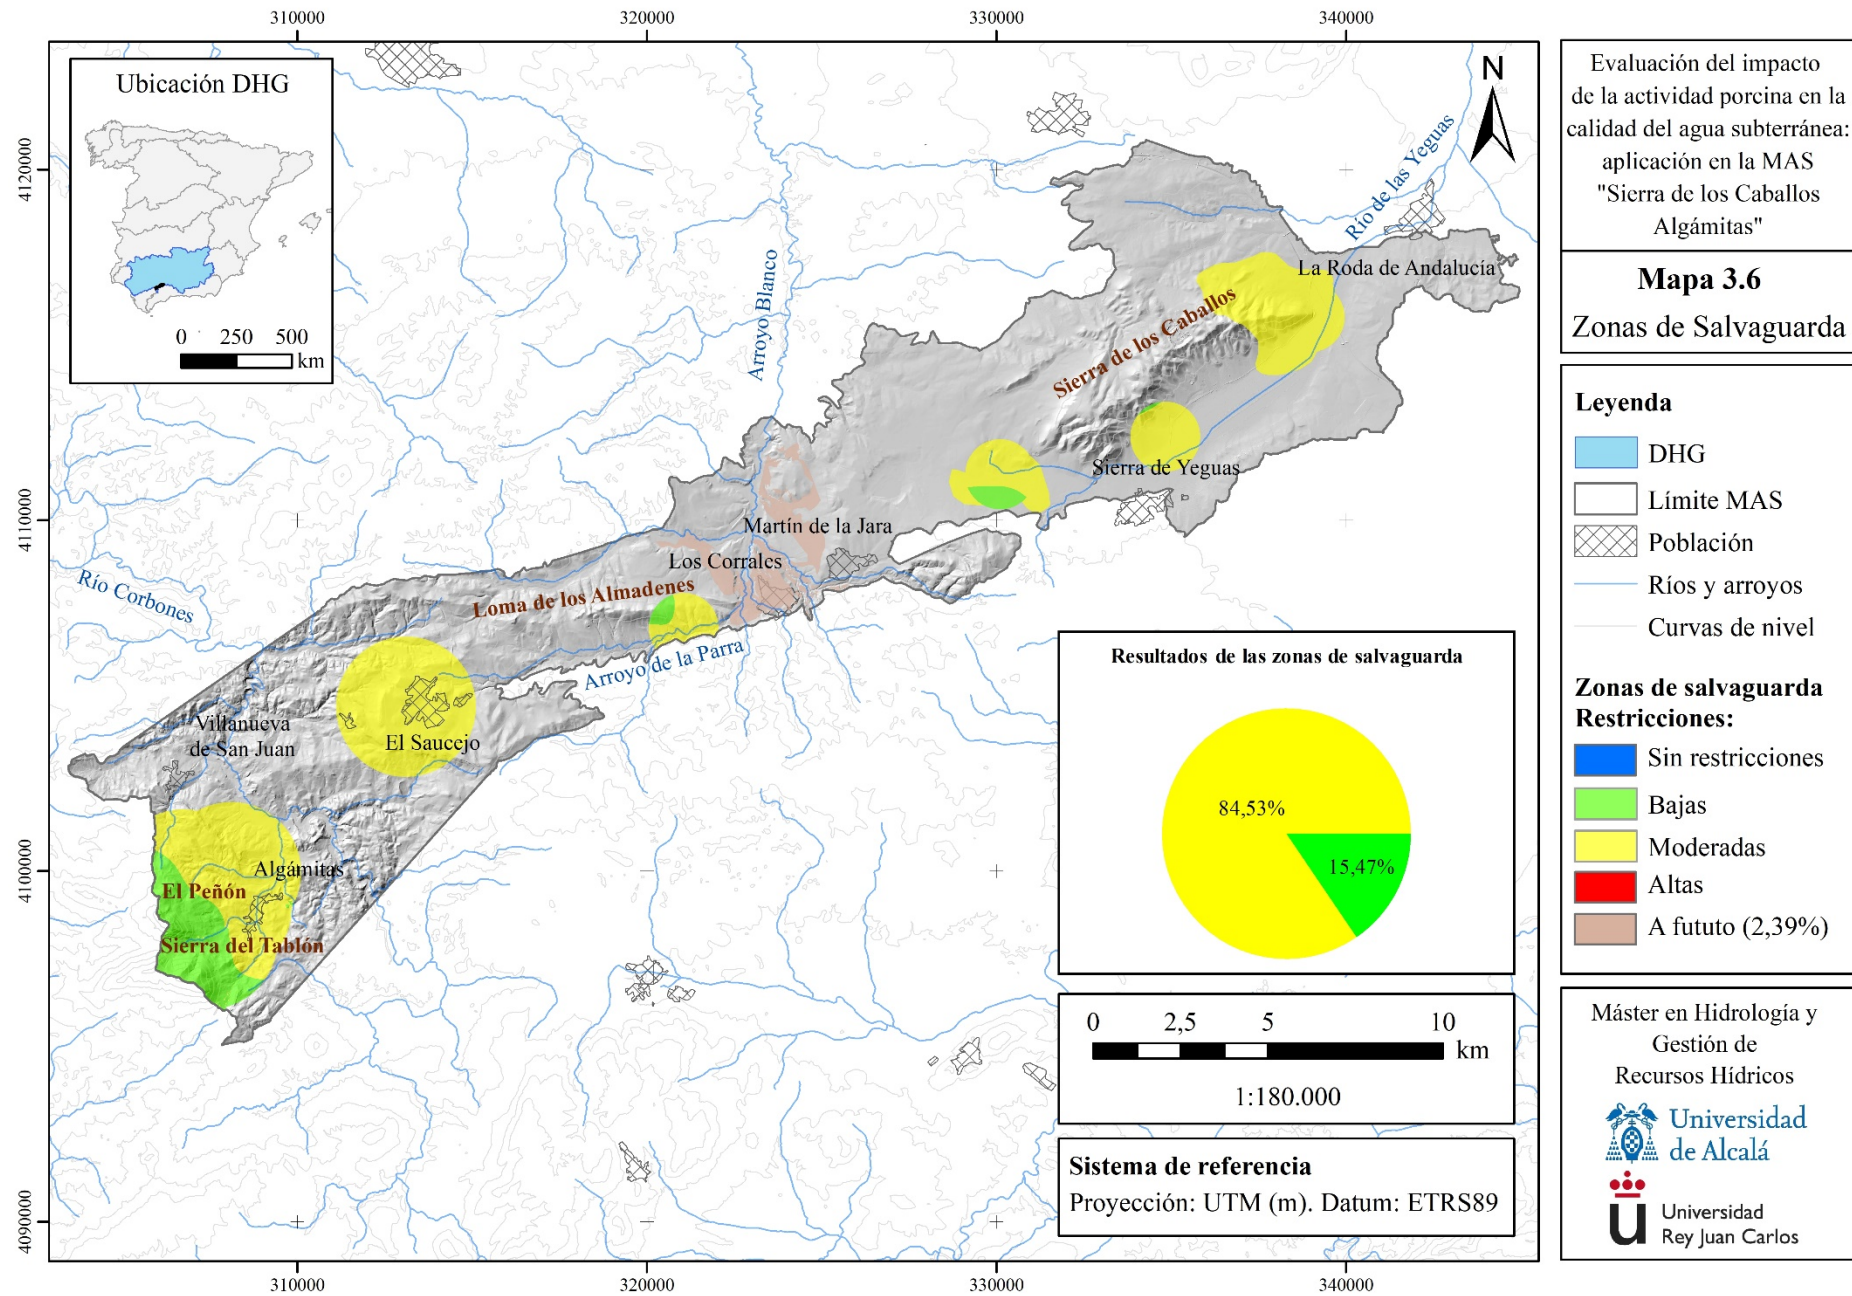 310000
320000
330000
340000
4120000
4110000
4100000
4090000
Ubicación DHG
0 250 500
km
N
Río de las Yeguas
La Roda de Andalucía
Sierra de los Caballos
Arroyo Blanco
Sierra de Yeguas
Martín de la Jara
Los Corrales
Loma de los Almadenes
Río Corbones
Arroyo de la Parra
Villanueva
de San Juan
El Saucejo
Algámitas
El Peñón
Sierra del Tablón
Resultados de las zonas de salvaguarda
84,53%
15,47%
0 2,5 5 10
km
1:180.000
Sistema de referencia
Proyección: UTM (m). Datum: ETRS89
310000
320000
330000
340000
Evaluación del impacto
de la actividad porcina en la
calidad del agua subterránea:
aplicación en la MAS
"Sierra de los Caballos
Algámitas"
Mapa 3.6
Zonas de Salvaguarda
Leyenda
DHG
Límite MAS
Población
Ríos y arroyos
Curvas de nivel
Zonas de salvaguarda
Restricciones:
Sin restricciones
Bajas
Moderadas
Altas
A fututo (2,39%)
Máster en Hidrología y
Gestión de
Recursos Hídricos
Universidad
de Alcalá
u
Universidad
Rey Juan Carlos